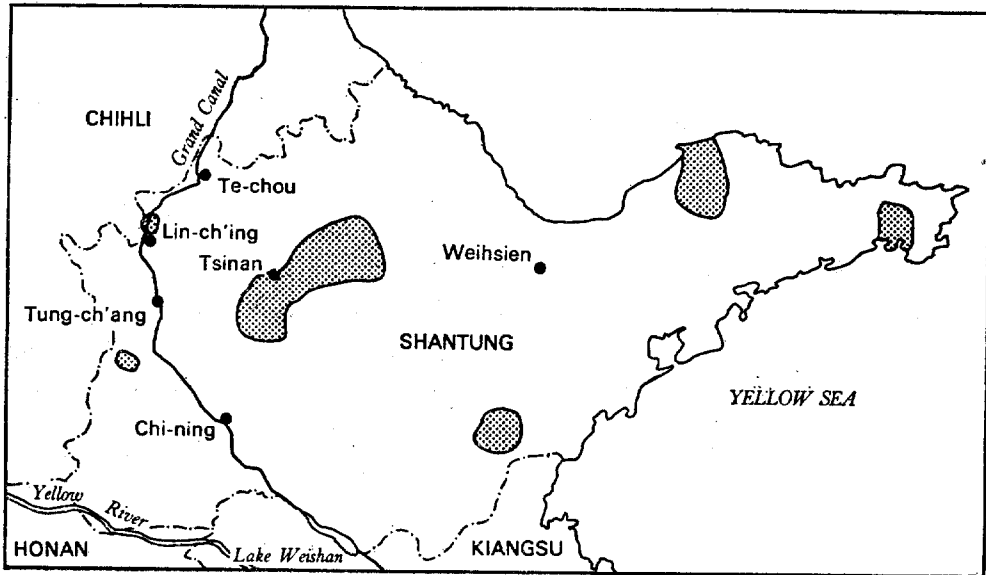 CHIHLI
Grand Canal
Te-chou
Lin-ch'ing
Tsinan
Weihsien
Tung-ch'ang
SHANTUNG
YELLOW SEA
Chi-ning
Yellow
River
HONAN
Lake Weishan
KIANGSU